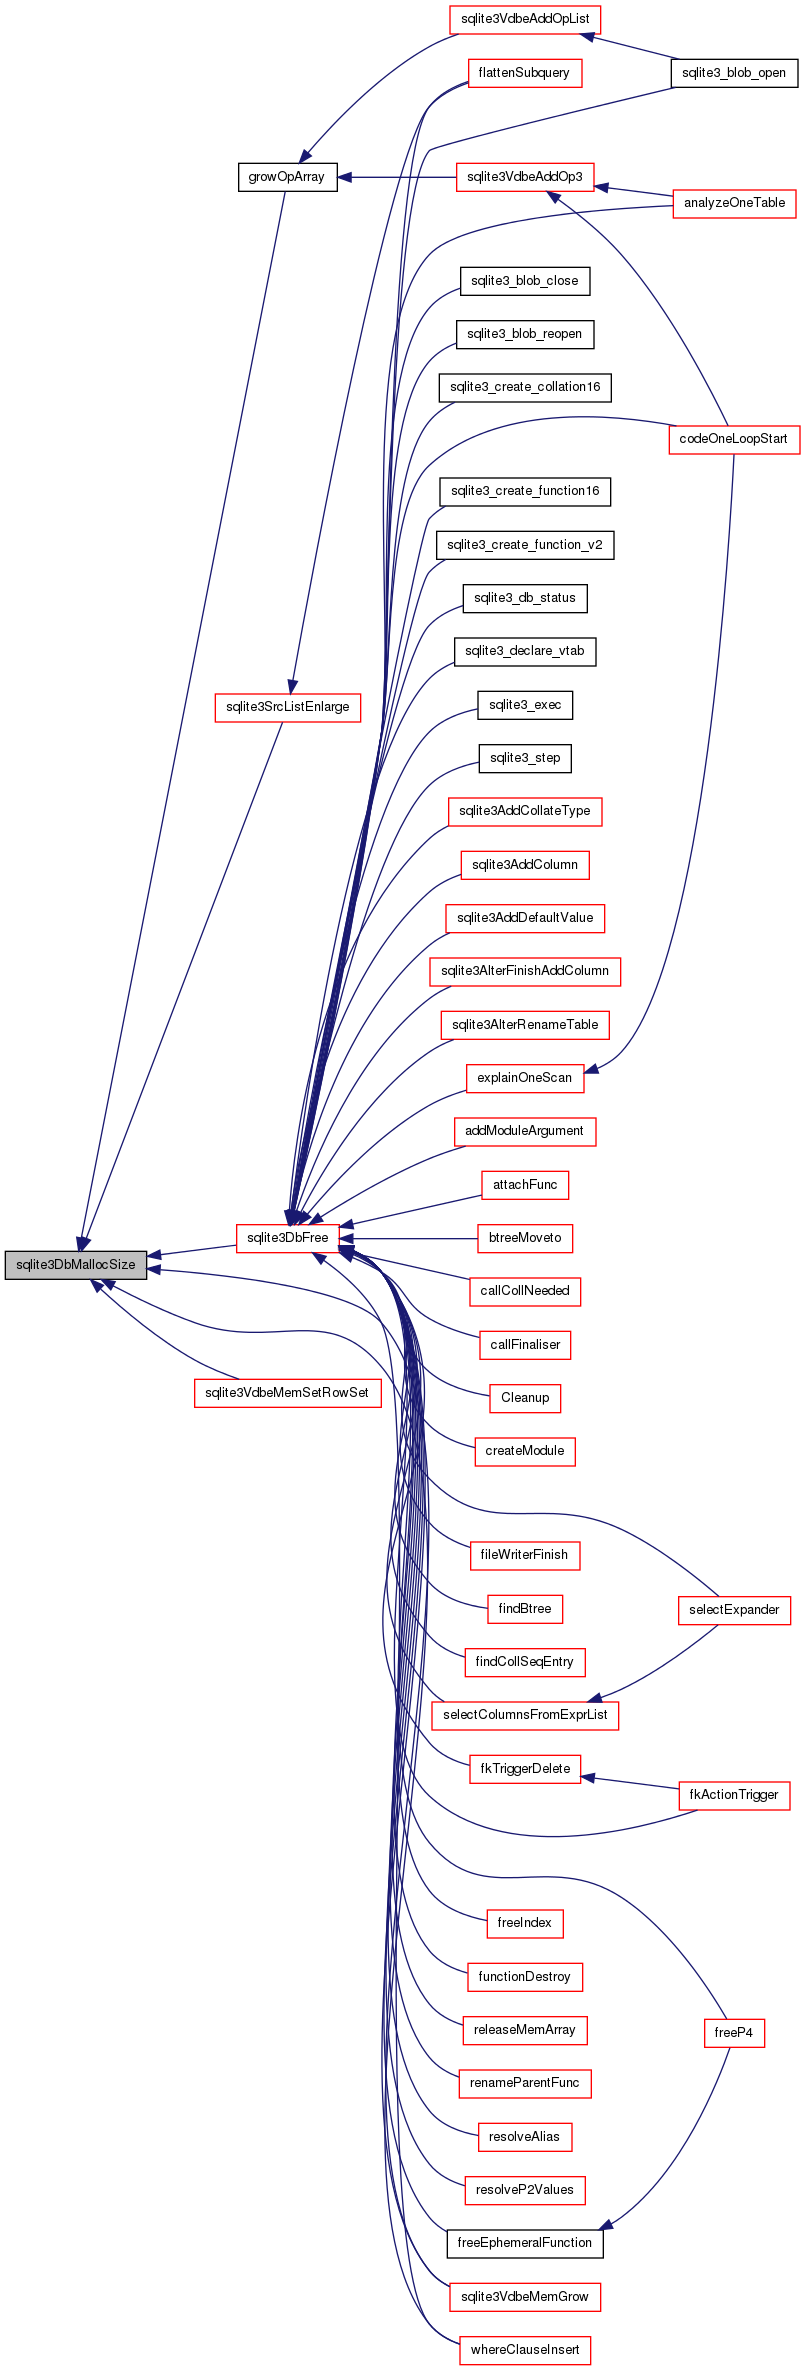 sqlite3VdbeAddOpList
flattenSubquery
sqlite3_blob_open
growOpArray
sqlite3VdbeAddOp3
analyzeOneTable
sqlite3_blob_close
sqlite3_blob_reopen
sqlite3_create_collation16
codeOneLoopStart
sqlite3_create_function16
sqlite3_create_function_v2
sqlite3_db_status
sqlite3_declare_vtab
sqlite3SrcListEnlarge
sqlite3_exec
sqlite3_step
sqlite3AddCollateType
sqlite3AddColumn
sqlite3AddDefaultValue
sqlite3AlterFinishAddColumn
sqlite3AlterRenameTable
explainOneScan
addModuleArgument
attachFunc
sqlite3DbFree
btreeMoveto
sqlite3DbMallocSize
callCollNeeded
callFinaliser
sqlite3VdbeMemSetRowSet
Cleanup
createModule
fileWriterFinish
findBtree
selectExpander
findCollSeqEntry
selectColumnsFromExprList
fkTriggerDelete
fkActionTrigger
freeIndex
functionDestroy
releaseMemArray
freeP4
renameParentFunc
resolveAlias
resolveP2Values
freeEphemeralFunction
sqlite3VdbeMemGrow
whereClauseInsert